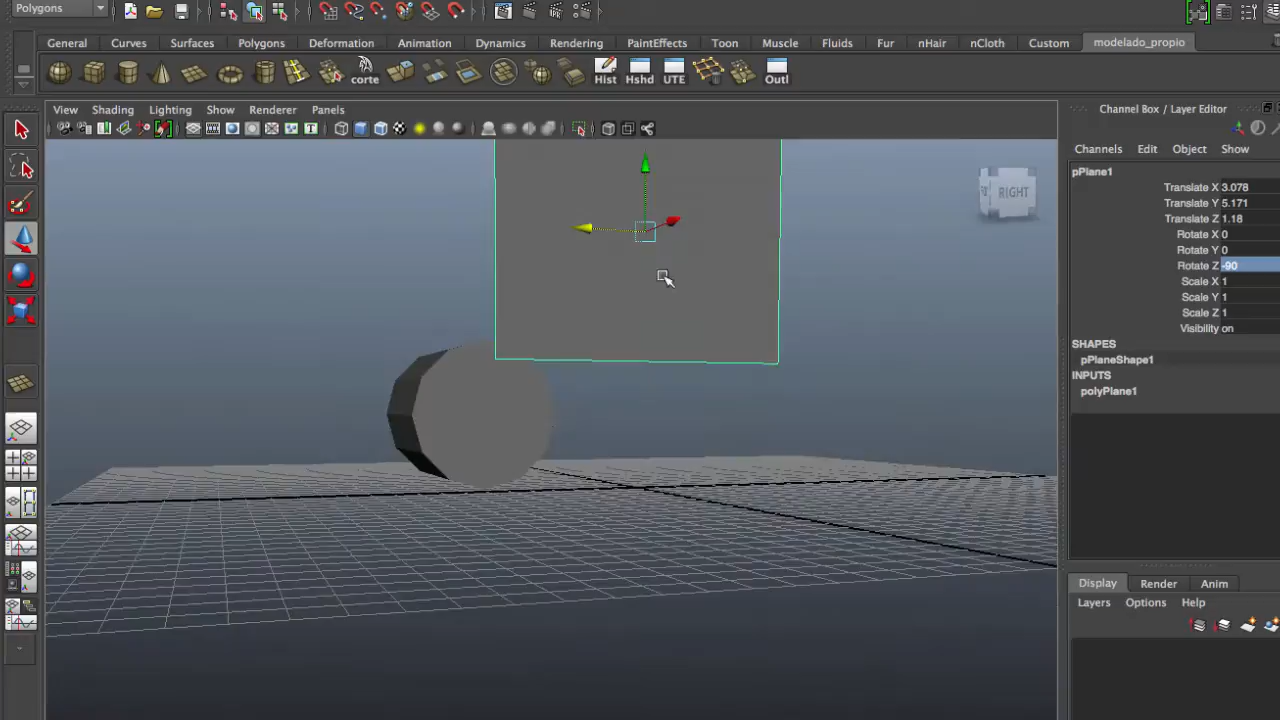 Polygons
General Curves Surfaces Polygons Deformation Animation Dynamics Rendering PaintEffects Toon Muscle Fluids Fur nHair nCloth Custom modelado_propio
corte Hist Hshd UTE Outl
View Shading Lighting Show Renderer Panels
RIGHT
Channel Box / Layer Editor
Channels Edit Object Show
pPlane1
Translate X 3.078
Translate Y 5.171
Translate Z 1.18
Rotate X 0
Rotate Y 0
Rotate Z -90
Scale X 1
Scale Y 1
Scale Z 1
Visibility on
SHAPES
pPlaneShape1
INPUTS
polyPlane1
Display Render Anim
Layers Options Help